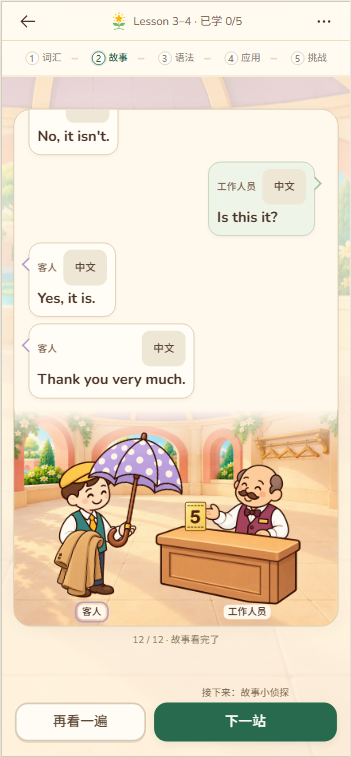 Lesson 3–4 · 已学 0/5
1 词汇 – 2 故事 – 3 语法 – 4 应用 – 5 挑战
No, it isn't.
工作人员 中文
Is this it?
客人 中文
Yes, it is.
客人 中文
Thank you very much.
5
客人 工作人员
12 / 12 · 故事看完了
接下来：故事小侦探
再看一遍 下一站